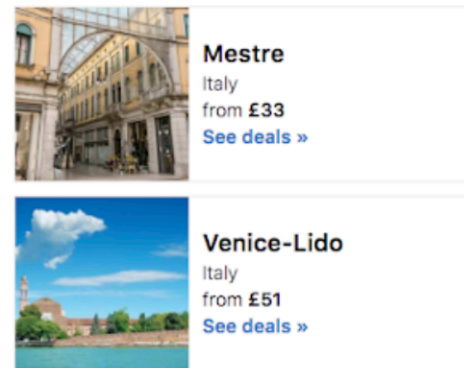 Mestre
Italy
from £33
See deals »
Venice-Lido
Italy
from £51
See deals »